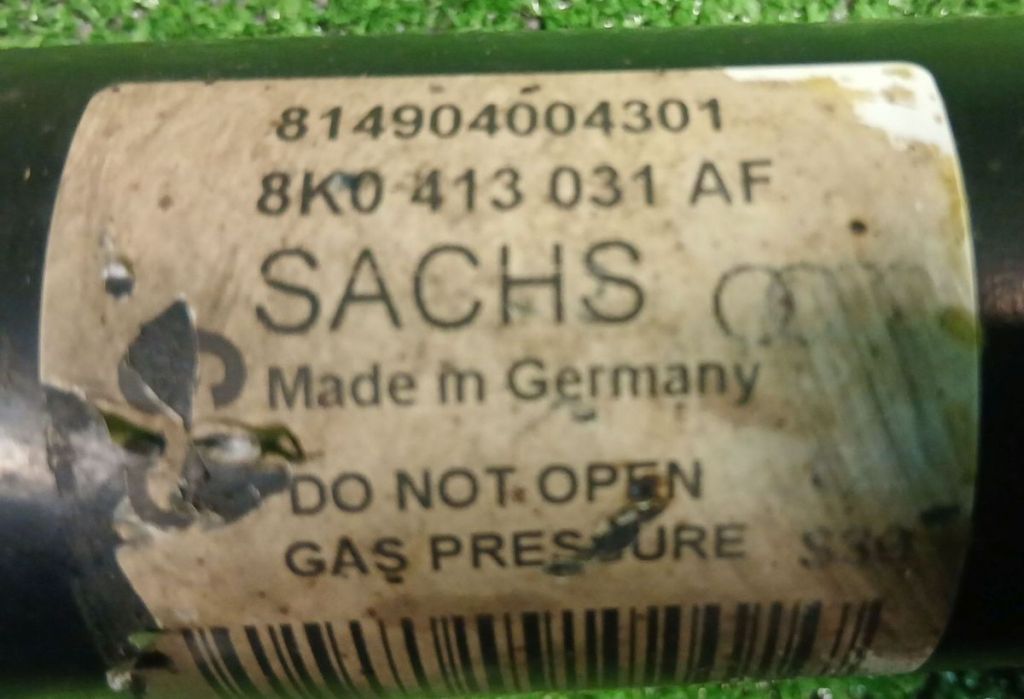 814904004301
8K0 413 031 AF
SACHS
Made in Germany
DO NOT OPEN
GAS PRESSURE